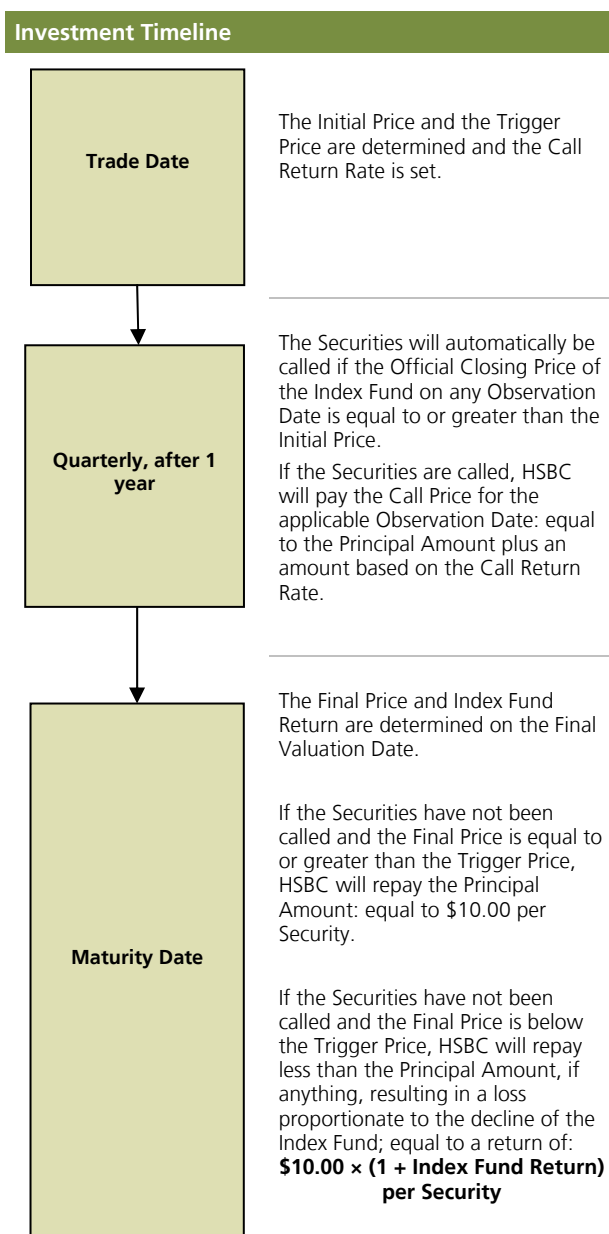 Investment Timeline
Trade Date
The Initial Price and the Trigger
Price are determined and the Call
Return Rate is set.
Quarterly, after 1
year
The Securities will automatically be
called if the Official Closing Price of
the Index Fund on any Observation
Date is equal to or greater than the
Initial Price.
If the Securities are called, HSBC
will pay the Call Price for the
applicable Observation Date: equal
to the Principal Amount plus an
amount based on the Call Return
Rate.
Maturity Date
The Final Price and Index Fund
Return are determined on the Final
Valuation Date.
If the Securities have not been
called and the Final Price is equal to
or greater than the Trigger Price,
HSBC will repay the Principal
Amount: equal to $10.00 per
Security.
If the Securities have not been
called and the Final Price is below
the Trigger Price, HSBC will repay
less than the Principal Amount, if
anything, resulting in a loss
proportionate to the decline of the
Index Fund; equal to a return of:
$10.00 × (1 + Index Fund Return)
per Security